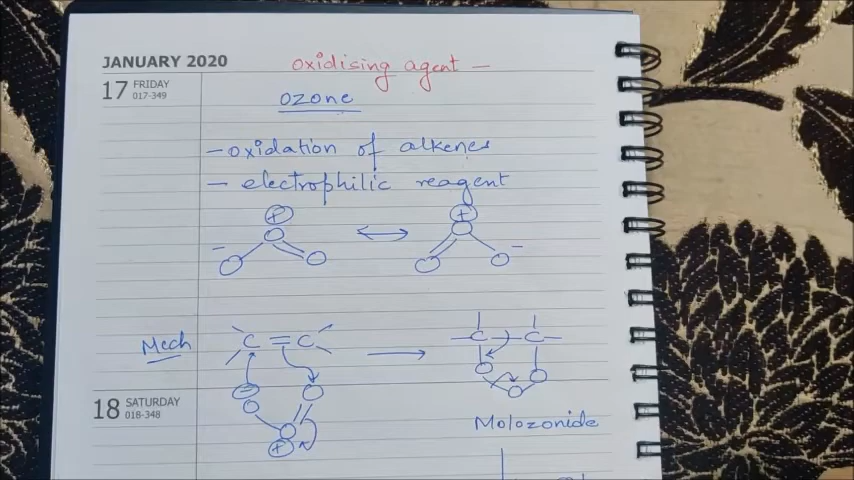 JANUARY 2020
oxidising agent —
17 FRIDAY
017-349
ozone
– oxidation of alkenes
– electrophilic reagent
+ +
O O
– O O ↔ O O –
Mech
C = C → C – C
– O O O O
O O
+
18 SATURDAY
018-348
Molozonide